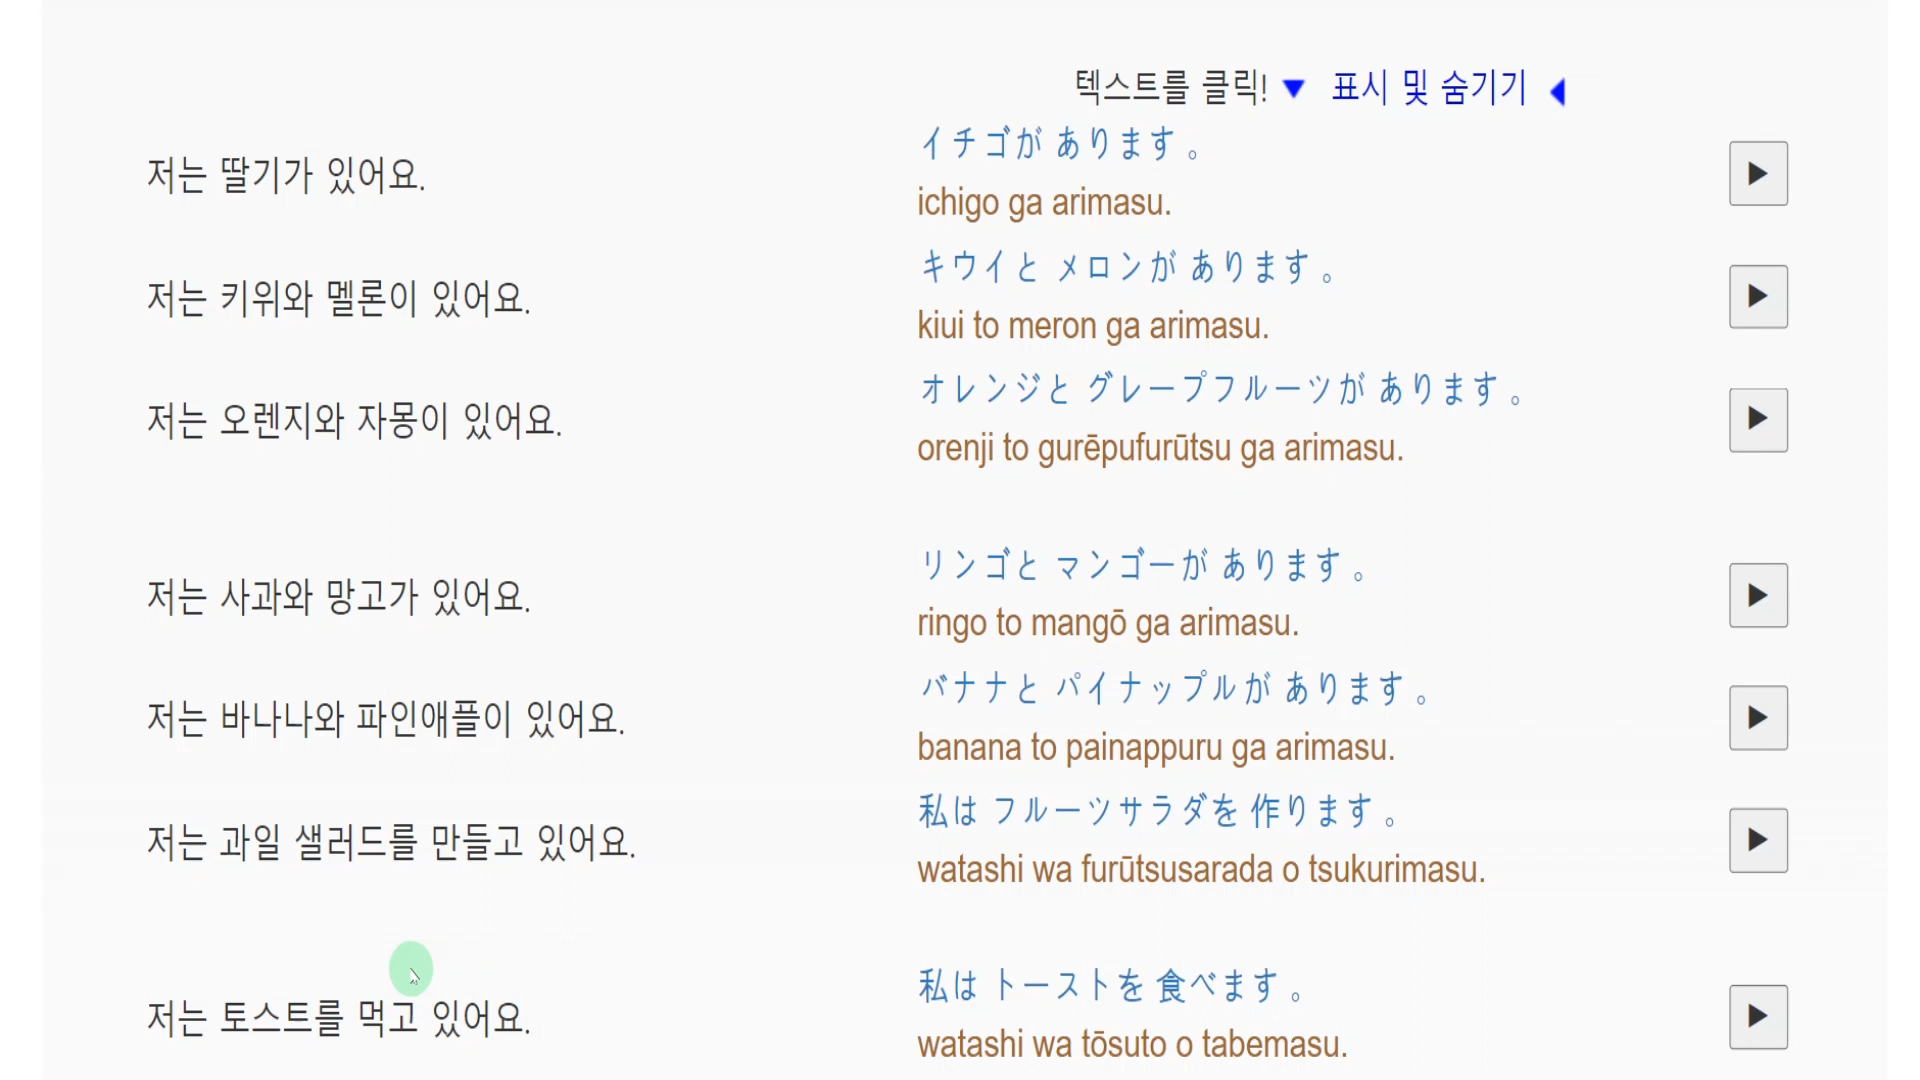 텍스트를 클릭! ▼ 표시 및 숨기기 ◀
저는 딸기가 있어요.
イチゴが あります 。
ichigo ga arimasu.
저는 키위와 멜론이 있어요.
キウイと メロンが あります 。
kiui to meron ga arimasu.
저는 오렌지와 자몽이 있어요.
オレンジと グレープフルーツが あります 。
orenji to gurēpufurūtsu ga arimasu.
저는 사과와 망고가 있어요.
リンゴと マンゴーが あります 。
ringo to mangō ga arimasu.
저는 바나나와 파인애플이 있어요.
バナナと パイナップルが あります 。
banana to painappuru ga arimasu.
저는 과일 샐러드를 만들고 있어요.
私は フルーツサラダを 作ります 。
watashi wa furūtsusarada o tsukurimasu.
저는 토스트를 먹고 있어요.
私は トーストを 食べます 。
watashi wa tōsuto o tabemasu.